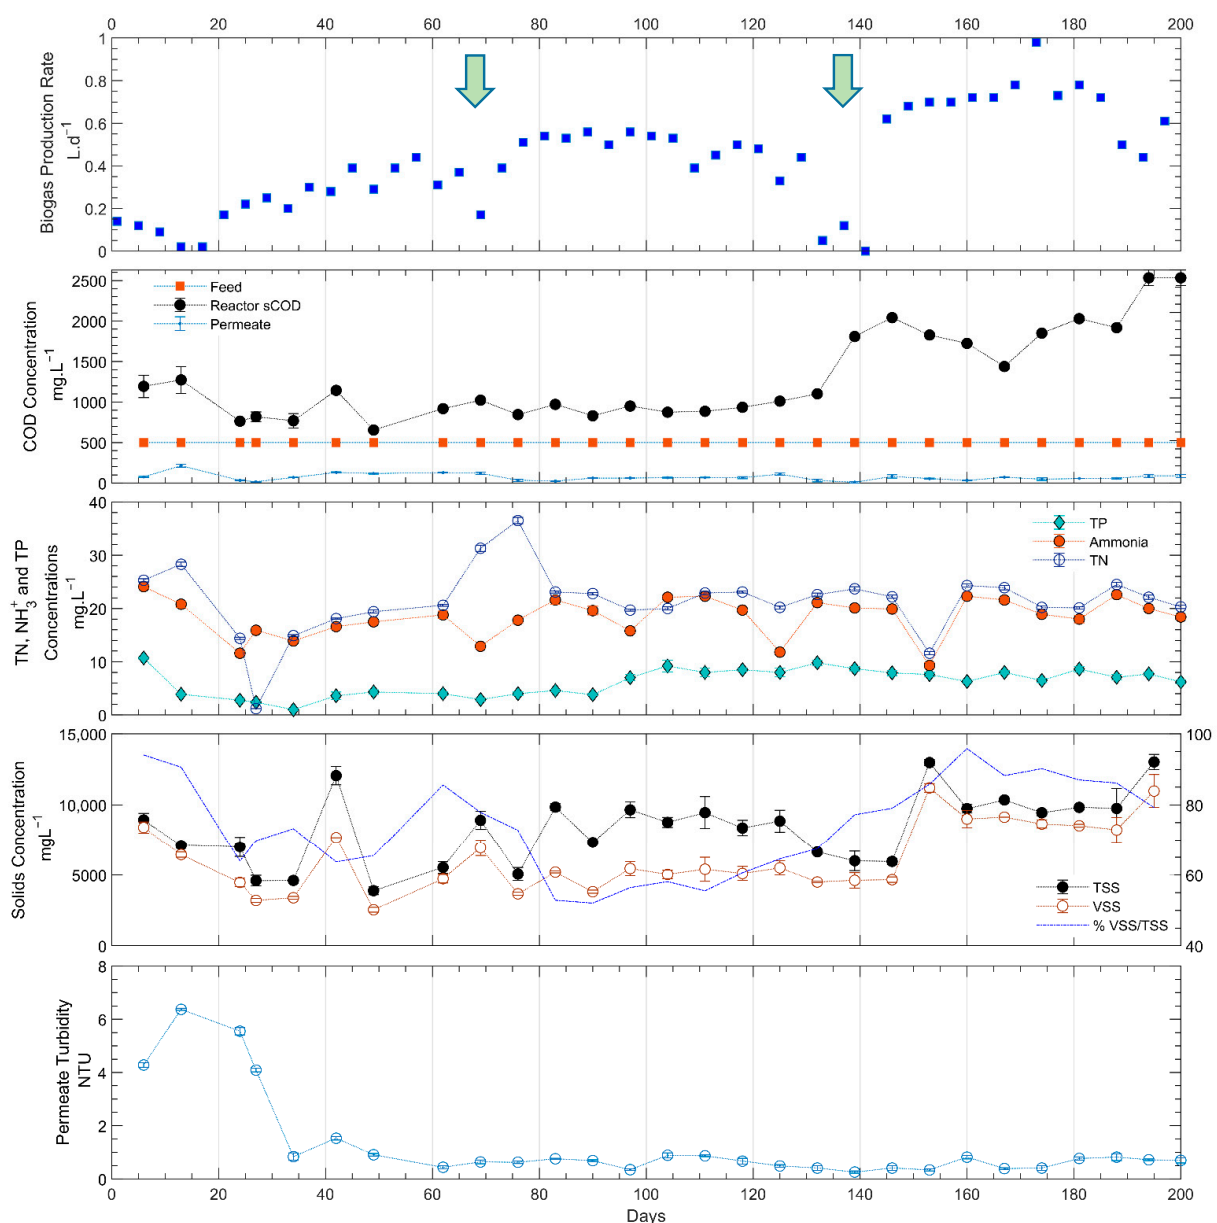 0 20 40 60 80 100 120 140 160 180 200
Biogas Production Rate
L.d⁻¹
1
0.8
0.6
0.4
0.2
0
COD Concentration
mg.L⁻¹
2500
2000
1500
1000
500
0
Feed
Reactor sCOD
Permeate
TN, NH₃⁺ and TP
Concentrations
mg.L⁻¹
40
30
20
10
0
TP
Ammonia
TN
Solids Concentration
mgL⁻¹
15,000
10,000
5000
0
100
80
60
40
TSS
VSS
% VSS/TSS
Permeate Turbidity
NTU
8
6
4
2
0
0 20 40 60 80 100 120 140 160 180 200
Days